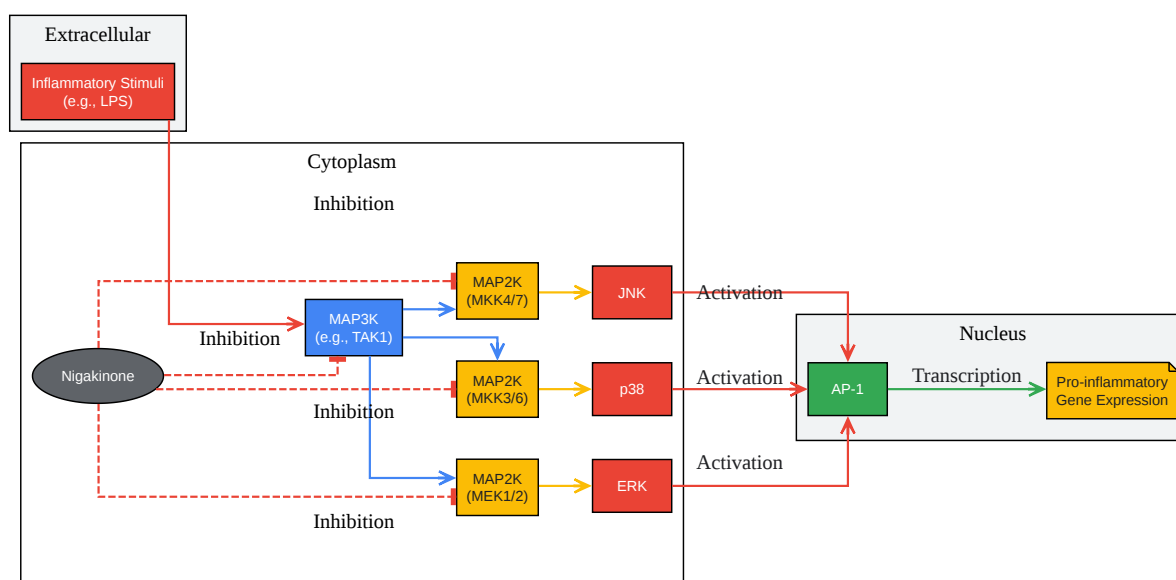 Extracellular
Inflammatory Stimuli
(e.g., LPS)
Cytoplasm
Inhibition
MAP2K
(MKK4/7)
JNK
Activation
MAP3K
(e.g., TAK1)
Inhibition
Nucleus
Nigakinone
MAP2K
(MKK3/6)
p38
Activation
AP-1
Transcription
Pro-inflammatory
Gene Expression
Inhibition
MAP2K
(MEK1/2)
ERK
Activation
Inhibition